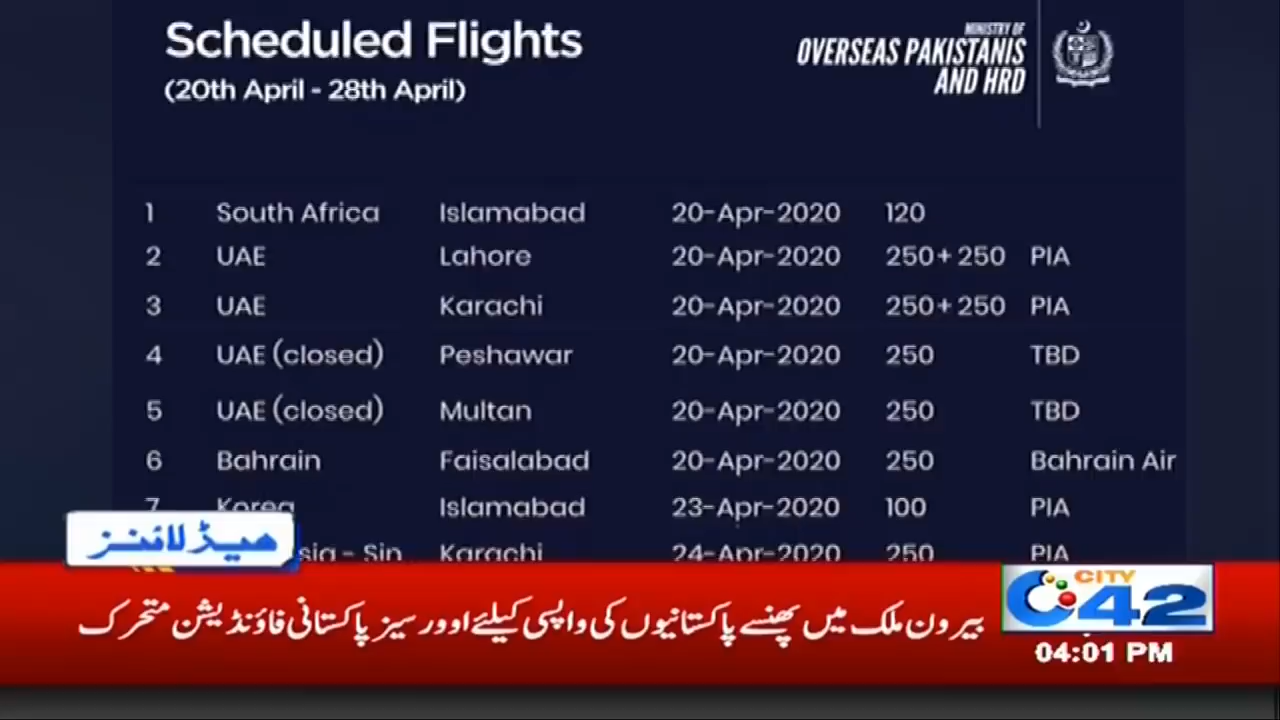 Scheduled Flights
(20th April - 28th April)
MINISTRY OF
OVERSEAS PAKISTANIS
AND HRD
1 South Africa Islamabad 20-Apr-2020 120
2 UAE Lahore 20-Apr-2020 250+250 PIA
3 UAE Karachi 20-Apr-2020 250+250 PIA
4 UAE (closed) Peshawar 20-Apr-2020 250 TBD
5 UAE (closed) Multan 20-Apr-2020 250 TBD
6 Bahrain Faisalabad 20-Apr-2020 250 Bahrain Air
7 Korea Islamabad 23-Apr-2020 100 PIA
sia - Sin Karachi 24-Apr-2020 250 PIA
ہیڈلائنز
بیرون ملک میں پھنسے پاکستانیوں کی واپسی کیلئے اوورسیز پاکستانی فاؤنڈیشن متحرک
CITY
42
04:01 PM